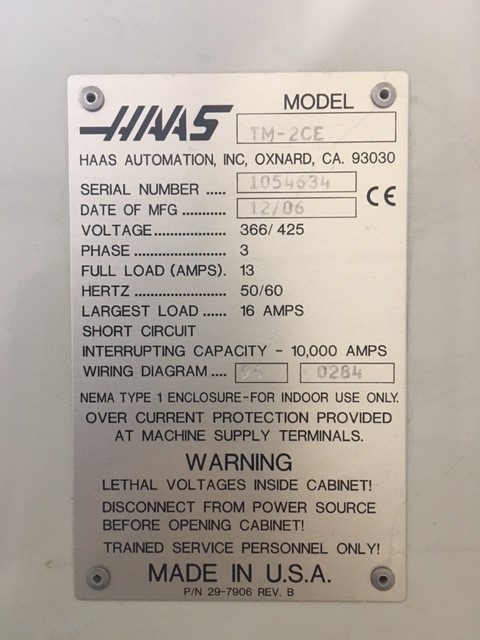 HAAS
MODEL
TM-2CE
HAAS AUTOMATION, INC, OXNARD, CA. 93030
SERIAL NUMBER ..... 1054634
DATE OF MFG ........... 12/06
CE
VOLTAGE................. 366/425
PHASE ...................... 3
FULL LOAD (AMPS). 13
HERTZ ...................... 50/60
LARGEST LOAD ...... 16 AMPS
SHORT CIRCUIT
INTERRUPTING CAPACITY - 10,000 AMPS
WIRING DIAGRAM .... 0284
NEMA TYPE 1 ENCLOSURE-FOR INDOOR USE ONLY.
OVER CURRENT PROTECTION PROVIDED
AT MACHINE SUPPLY TERMINALS.
WARNING
LETHAL VOLTAGES INSIDE CABINET!
DISCONNECT FROM POWER SOURCE
BEFORE OPENING CABINET!
TRAINED SERVICE PERSONNEL ONLY!
MADE IN U.S.A.
P/N 29-7906 REV. B